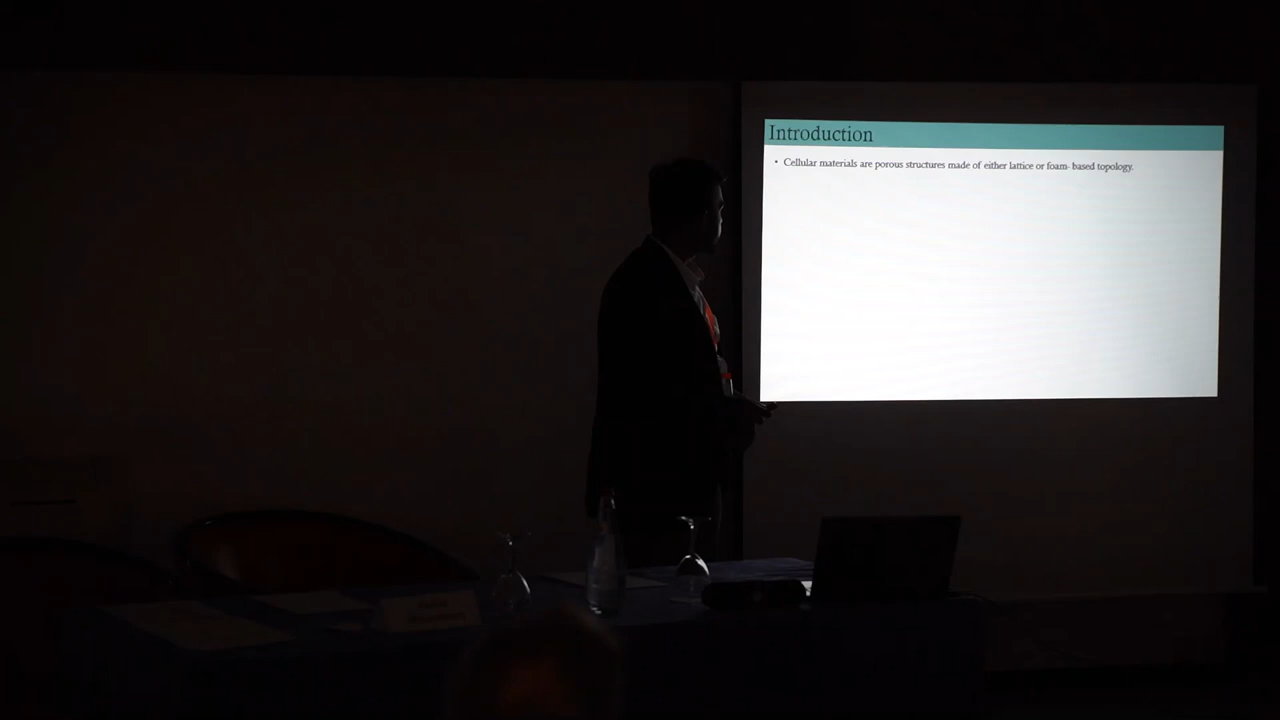 Introduction
• Cellular materials are porous structures made of either lattice or foam- based topology.